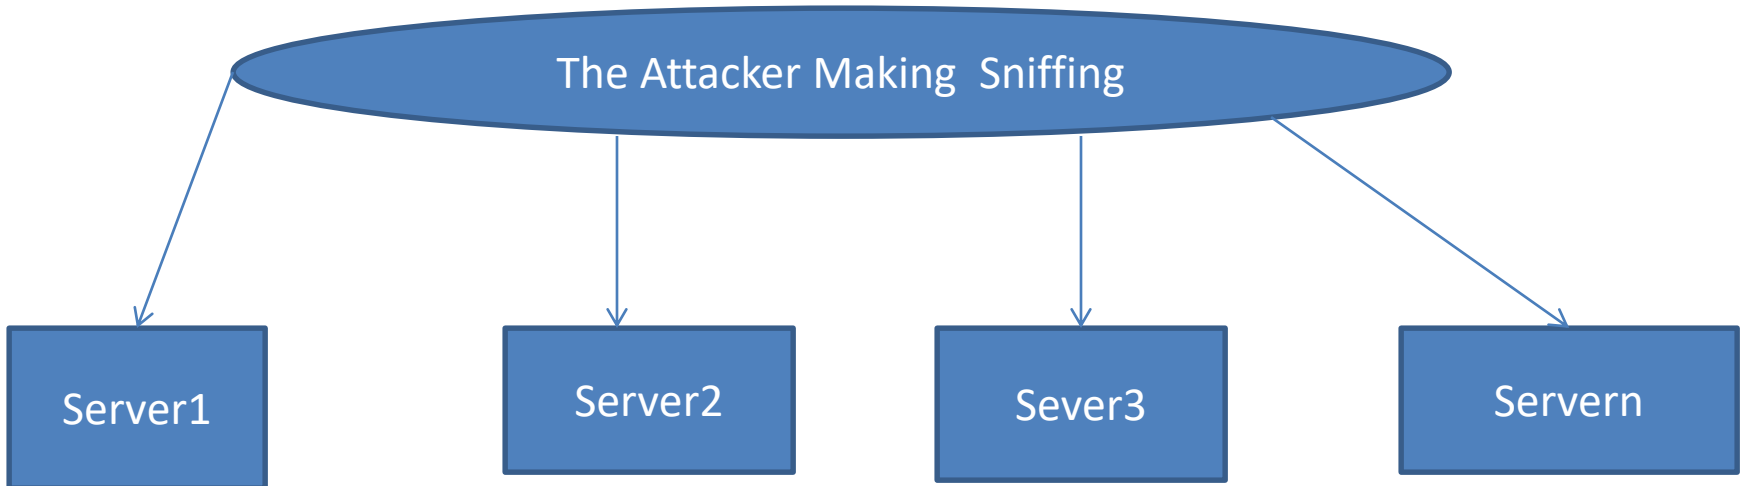 The Attacker Making  Sniffing
Server1
Server2
Sever3
Servern